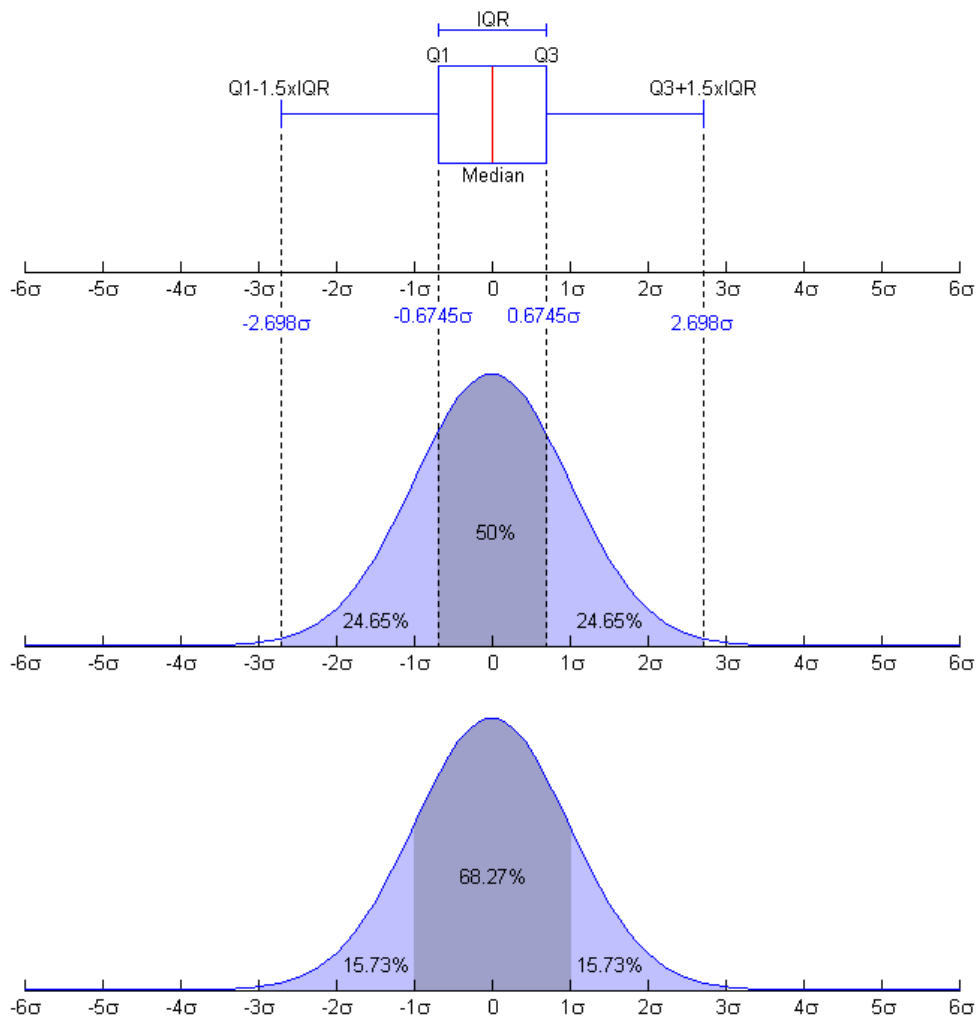 IQR
Q1 Q3
Q1-1.5xIQR Q3+1.5xIQR
Median
-6σ -5σ -4σ -3σ -2σ -1σ 0 1σ 2σ 3σ 4σ 5σ 6σ
-2.698σ -0.6745σ 0.6745σ 2.698σ
50%
24.65% 24.65%
-6σ -5σ -4σ -3σ -2σ -1σ 0 1σ 2σ 3σ 4σ 5σ 6σ
68.27%
15.73% 15.73%
-6σ -5σ -4σ -3σ -2σ -1σ 0 1σ 2σ 3σ 4σ 5σ 6σ